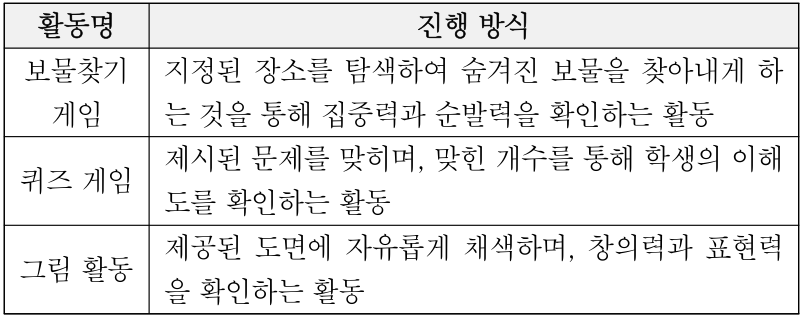 활동명 진행 방식
보물찾기 지정된 장소를 탐색하여 숨겨진 보물을 찾아내게 하
게임 는 것을 통해 집중력과 순발력을 확인하는 활동
퀴즈 게임 제시된 문제를 맞히며, 맞힌 개수를 통해 학생의 이해
도를 확인하는 활동
그림 활동 제공된 도면에 자유롭게 채색하며, 창의력과 표현력
을 확인하는 활동